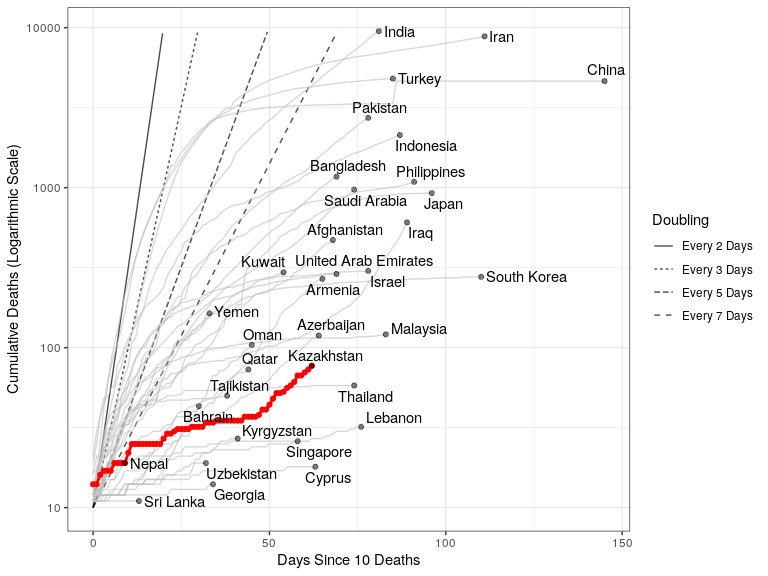 10000
1000
100
10
Cumulative Deaths (Logarithmic Scale)
India
Iran
China
Turkey
Pakistan
Indonesia
Bangladesh
Philippines
Saudi Arabia
Japan
Afghanistan
Iraq
Kuwait
United Arab Emirates
South Korea
Armenia
Israel
Yemen
Azerbaijan
Oman
Malaysia
Qatar
Kazakhstan
Tajikistan
Thailand
Bahrain
Lebanon
Kyrgyzstan
Singapore
Nepal
Uzbekistan
Cyprus
Sri Lanka
Georgia
0
50
100
150
Days Since 10 Deaths
Doubling
Every 2 Days
Every 3 Days
Every 5 Days
Every 7 Days